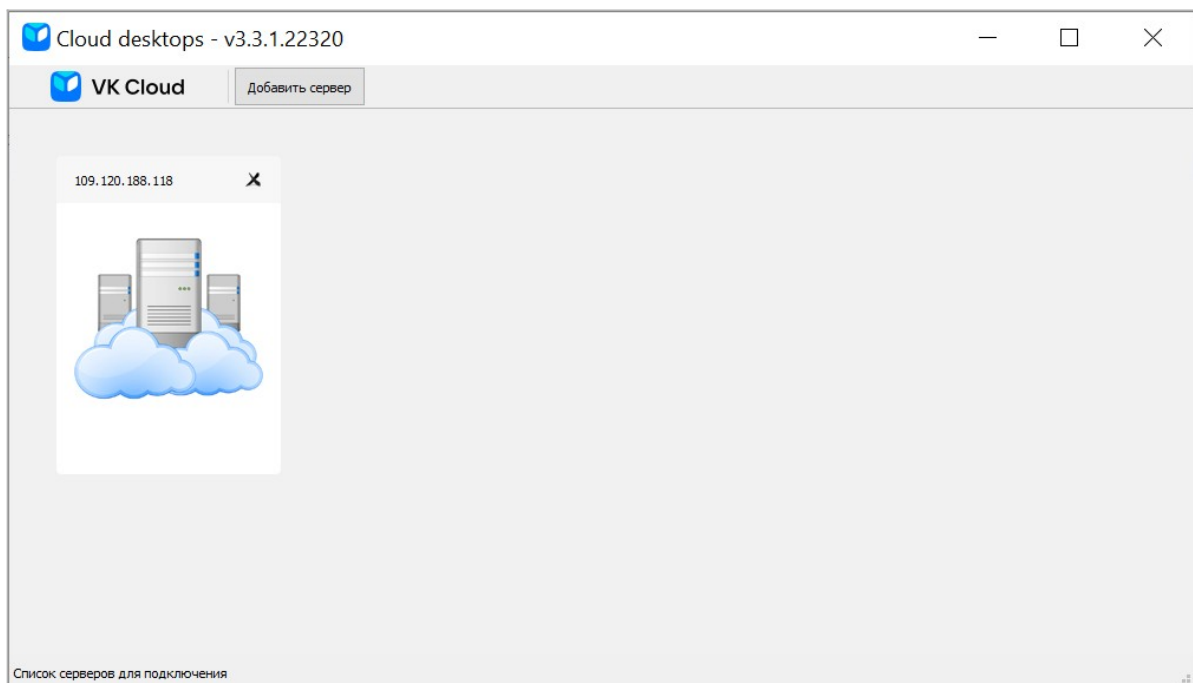 Cloud desktops - v3.3.1.22320
VK Cloud
Добавить сервер
109.120.188.118
Список серверов для подключения